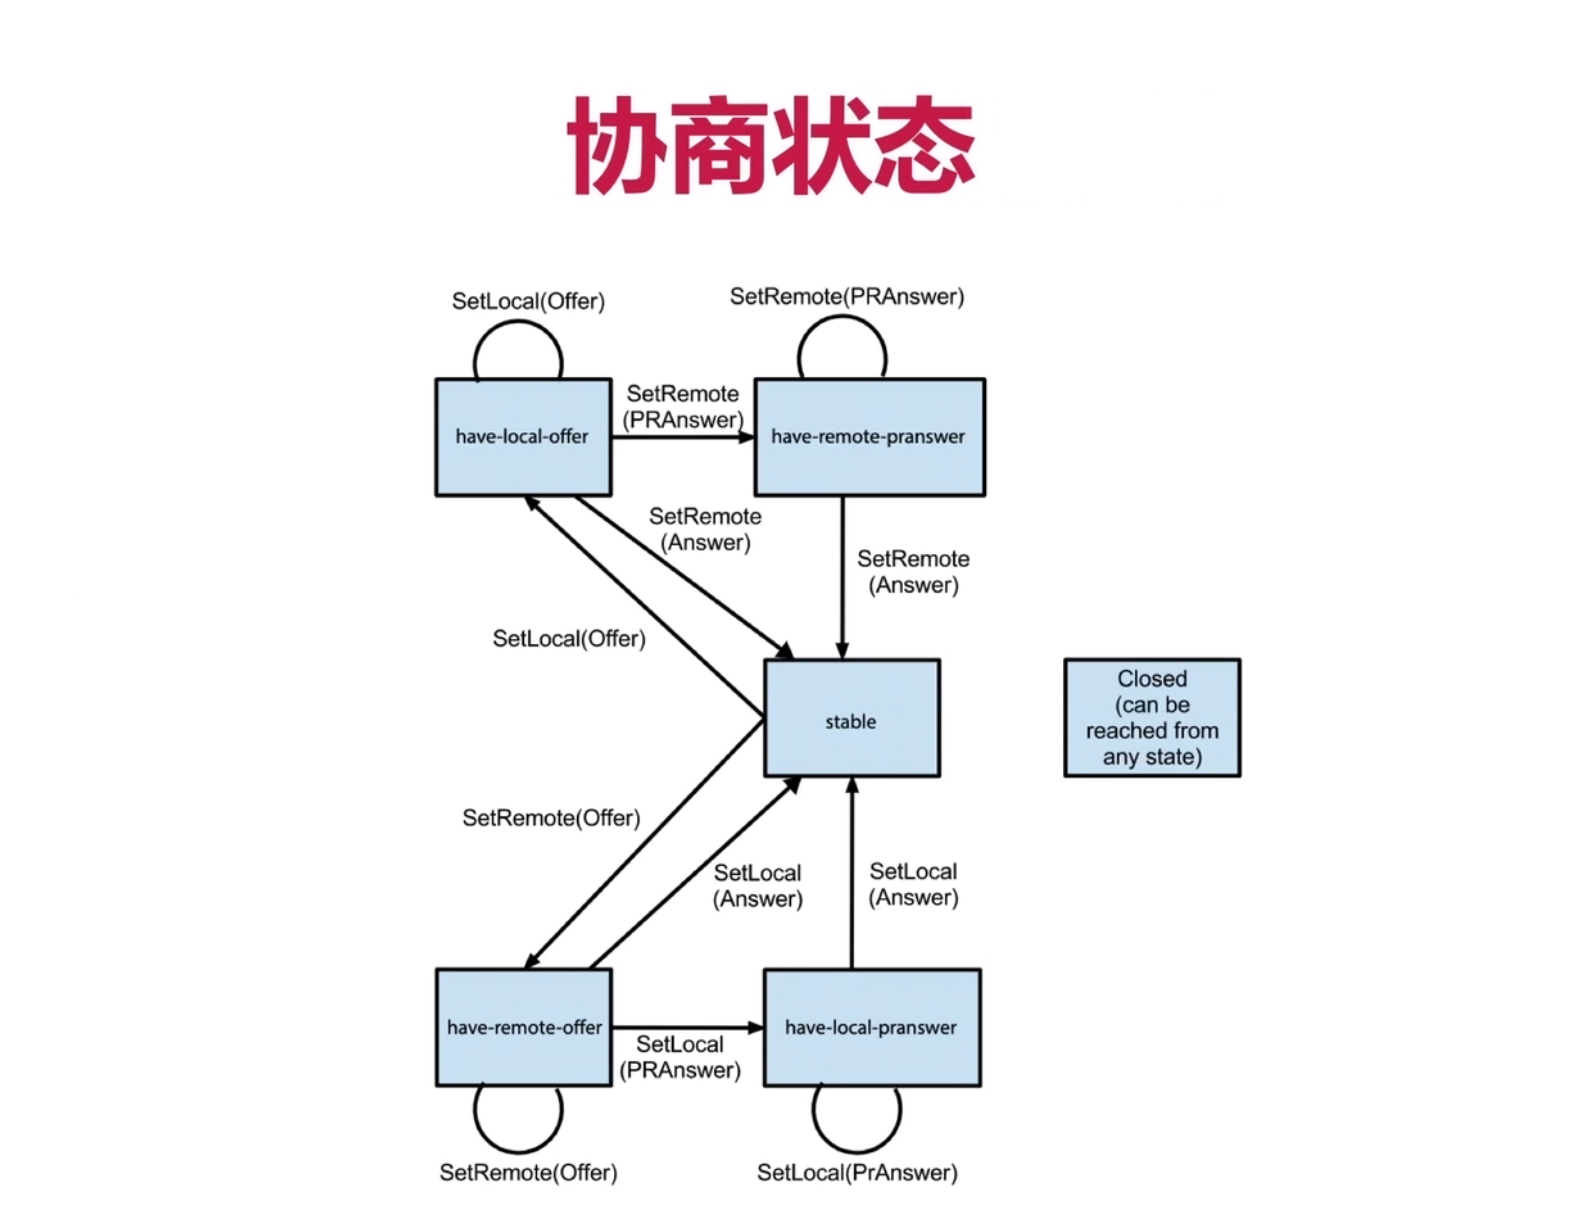 协商状态
SetLocal(Offer)
SetRemote(PRAnswer)
have-local-offer
SetRemote
(PRAnswer)
have-remote-pranswer
SetRemote
(Answer)
SetRemote
(Answer)
SetLocal(Offer)
stable
Closed
(can be
reached from
any state)
SetRemote(Offer)
SetLocal
(Answer)
SetLocal
(Answer)
have-remote-offer
SetLocal
(PRAnswer)
have-local-pranswer
SetRemote(Offer)
SetLocal(PrAnswer)